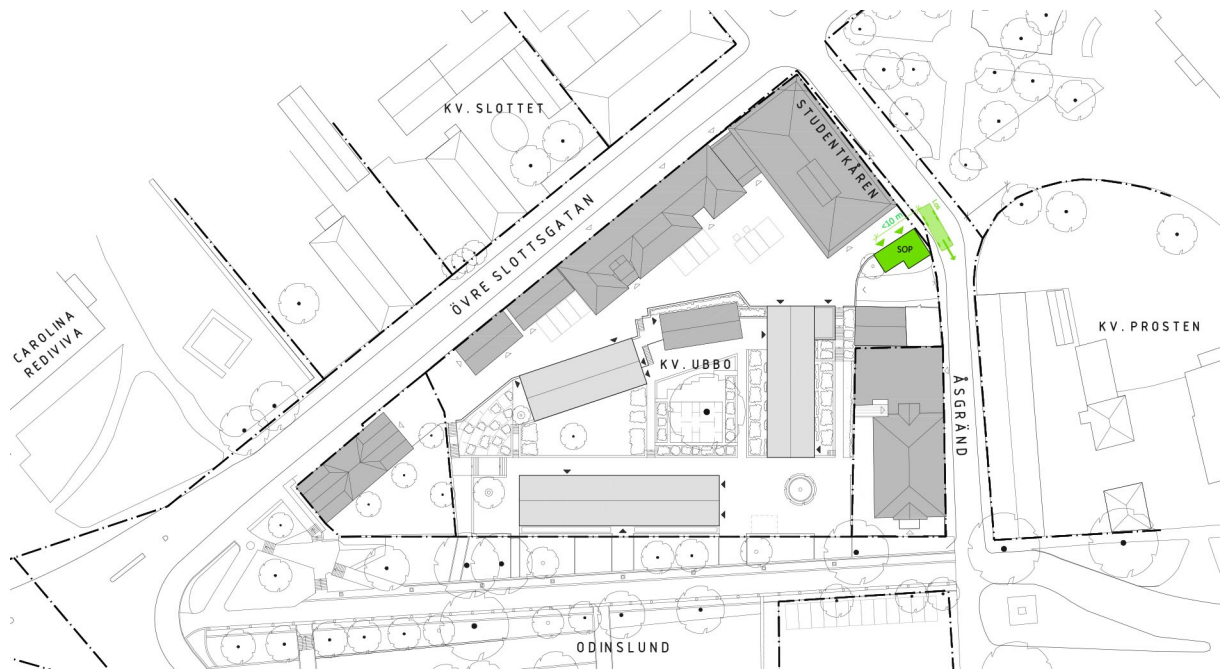 KV. SLOTTET
STUDENTKÅREN
ÖVRE SLOTTSGATAN
<10 m
SOP
CAROLINA
REDIVIVA
KV. PROSTEN
KV. UBBO
ÅSGRÄND
ODINSLUND